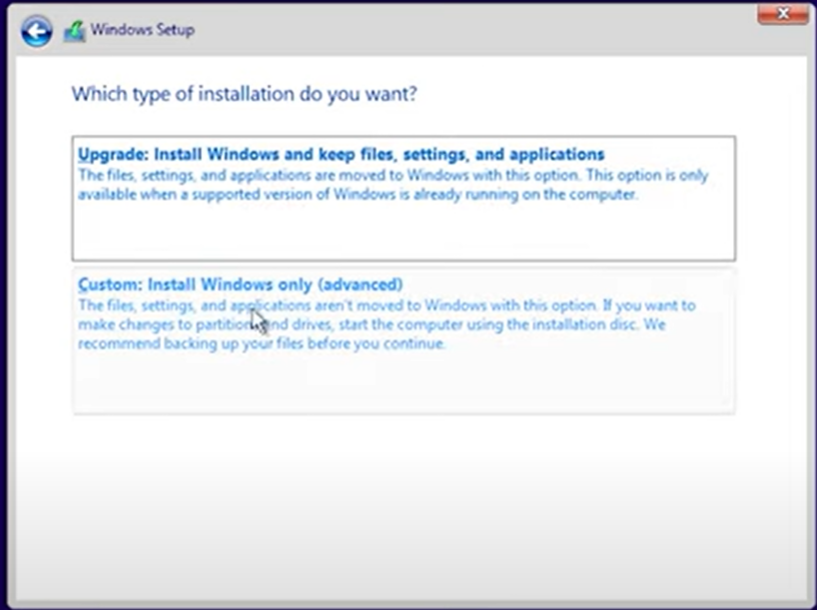 Windows Setup
Which type of installation do you want?
Upgrade: Install Windows and keep files, settings, and applications
The files, settings, and applications are moved to Windows with this option. This option is only
available when a supported version of Windows is already running on the computer.
Custom: Install Windows only (advanced)
The files, settings, and applications aren't moved to Windows with this option. If you want to
make changes to partitions and drives, start the computer using the installation disc. We
recommend backing up your files before you continue.